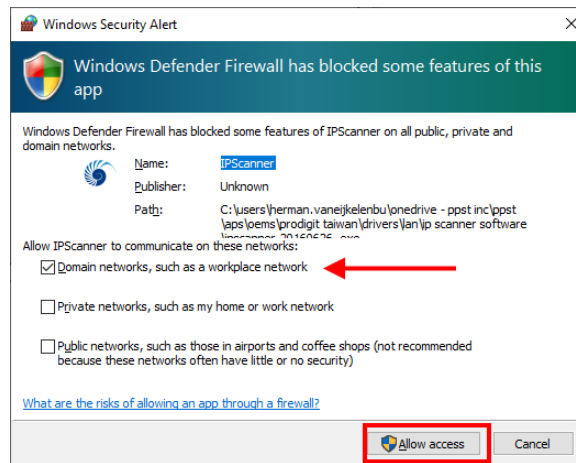 Windows Security Alert
Windows Defender Firewall has blocked some features of this
app
Windows Defender Firewall has blocked some features of IPScanner on all public, private and
domain networks.
Name: IPScanner
Publisher: Unknown
Path: C:\users\herman.vaneijkelenbu\onedrive - ppst inc\ppst
\aps\oems\prodigit taiwan\drivers\lan\ip scanner software
Allow IPScanner to communicate on these networks:
Domain networks, such as a workplace network
Private networks, such as my home or work network
Public networks, such as those in airports and coffee shops (not recommended
because these networks often have little or no security)
What are the risks of allowing an app through a firewall?
Allow access Cancel